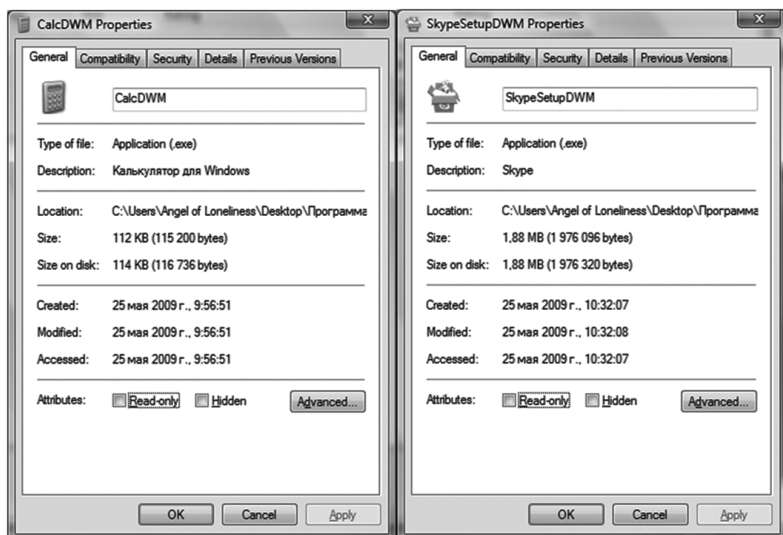 CalcDWM Properties
General Compatibility Security Details Previous Versions
CalcDWM
Type of file: Application (.exe)
Description: Калькулятор для Windows
Location: C:\Users\Angel of Loneliness\Desktop\Программа
Size: 112 KB (115 200 bytes)
Size on disk: 114 KB (116 736 bytes)
Created: 25 мая 2009 г., 9:56:51
Modified: 25 мая 2009 г., 9:56:51
Accessed: 25 мая 2009 г., 9:56:51
Attributes: Read-only Hidden Advanced...
OK Cancel Apply
SkypeSetupDWM Properties
General Compatibility Security Details Previous Versions
SkypeSetupDWM
Type of file: Application (.exe)
Description: Skype
Location: C:\Users\Angel of Loneliness\Desktop\Программа
Size: 1,88 MB (1 976 096 bytes)
Size on disk: 1,88 MB (1 976 320 bytes)
Created: 25 мая 2009 г., 10:32:07
Modified: 25 мая 2009 г., 10:32:08
Accessed: 25 мая 2009 г., 10:32:07
Attributes: Read-only Hidden Advanced...
OK Cancel Apply